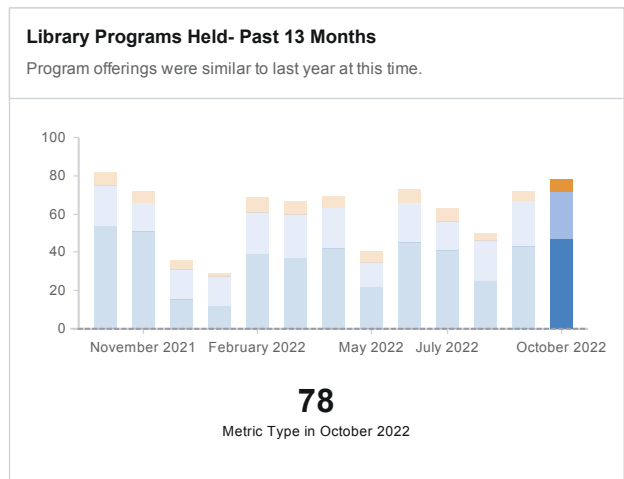 Library Programs Held- Past 13 Months
Program offerings were similar to last year at this time.
100
80
60
40
20
0
November 2021 February 2022 May 2022 July 2022 October 2022
78
Metric Type in October 2022